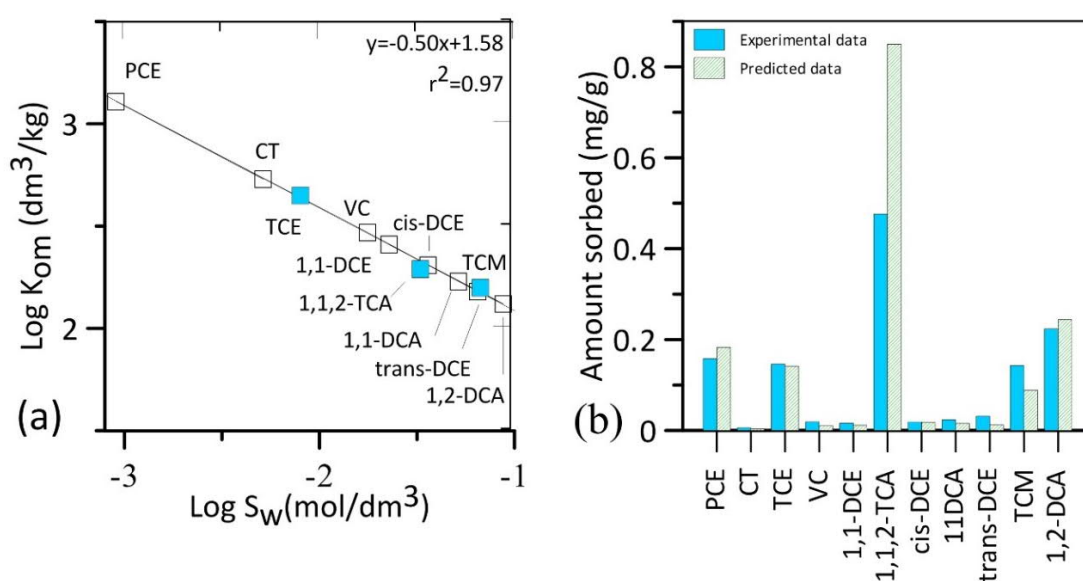 y=-0.50x+1.58
r²=0.97
PCE
CT
TCE
VC
cis-DCE
1,1-DCE
TCM
1,1,2-TCA
1,1-DCA
trans-DCE
1,2-DCA
3
2
Log Kom (dm³/kg)
(a)
-3
-2
-1
Log Sw(mol/dm³)
Experimental data
Predicted data
0.8
0.6
0.4
0.2
0
Amount sorbed (mg/g)
(b)
PCE
CT
TCE
VC
1,1-DCE
1,1,2-TCA
cis-DCE
11DCA
trans-DCE
TCM
1,2-DCA